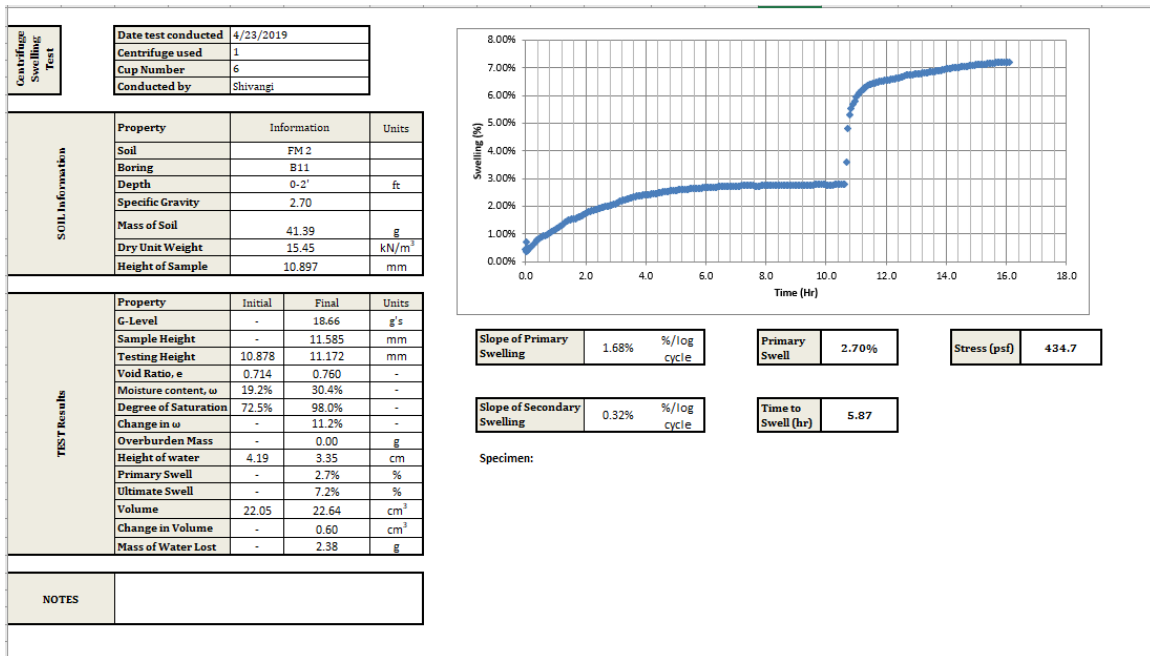 Centrifuge
Swelling
Test
Date test conducted 4/23/2019
Centrifuge used 1
Cup Number 6
Conducted by Shivangi
SOIL Information
Property Information Units
Soil FM 2
Boring B11
Depth 0-2' ft
Specific Gravity 2.70
Mass of Soil 41.39 g
Dry Unit Weight 15.45 kN/m³
Height of Sample 10.897 mm
TEST Results
Property Initial Final Units
G-Level - 18.66 g's
Sample Height - 11.585 mm
Testing Height 10.878 11.172 mm
Void Ratio, e 0.714 0.760 -
Moisture content, ω 19.2% 30.4% -
Degree of Saturation 72.5% 98.0% -
Change in ω - 11.2% -
Overburden Mass - 0.00 g
Height of water 4.19 3.35 cm
Primary Swell - 2.7% %
Ultimate Swell - 7.2% %
Volume 22.05 22.64 cm³
Change in Volume - 0.60 cm³
Mass of Water Lost - 2.38 g
NOTES
Swelling (%)
8.00%
7.00%
6.00%
5.00%
4.00%
3.00%
2.00%
1.00%
0.00%
0.0 2.0 4.0 6.0 8.0 10.0 12.0 14.0 16.0 18.0
Time (Hr)
Slope of Primary
Swelling
1.68%
%/log
cycle
Primary
Swell
2.70%
Stress (psf) 434.7
Slope of Secondary
Swelling
0.32%
%/log
cycle
Time to
Swell (hr)
5.87
Specimen: